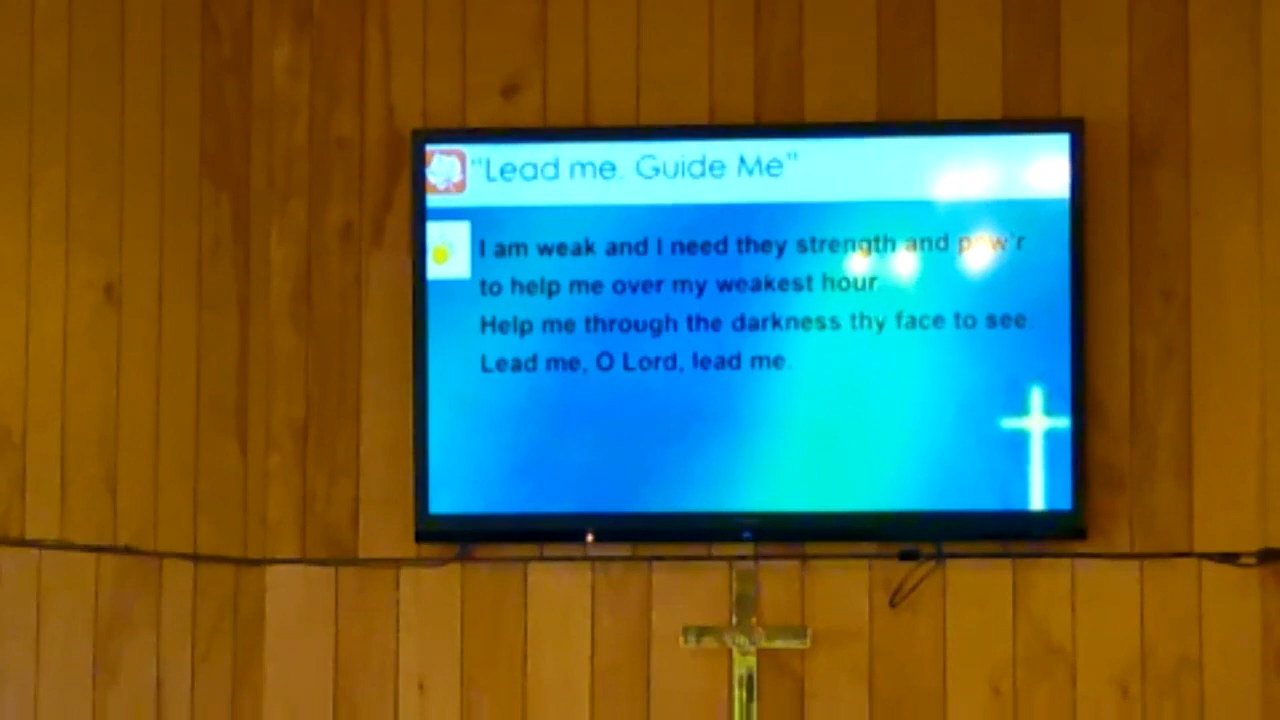 "Lead me. Guide Me"
I am weak and I need they strength and pow'r
to help me over my weakest hour.
Help me through the darkness thy face to see.
Lead me, O Lord, lead me.